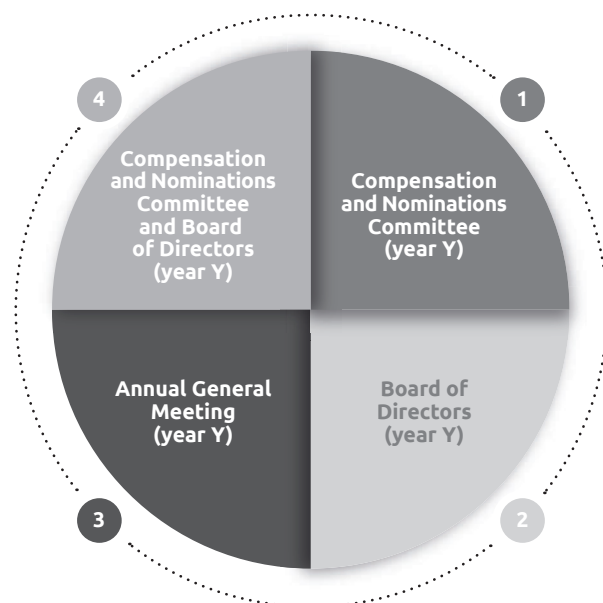 1
Compensation
and Nominations
Committee
(year Y)
2
Board of
Directors
(year Y)
3
Annual General
Meeting
(year Y)
4
Compensation
and Nominations
Committee
and Board
of Directors
(year Y)